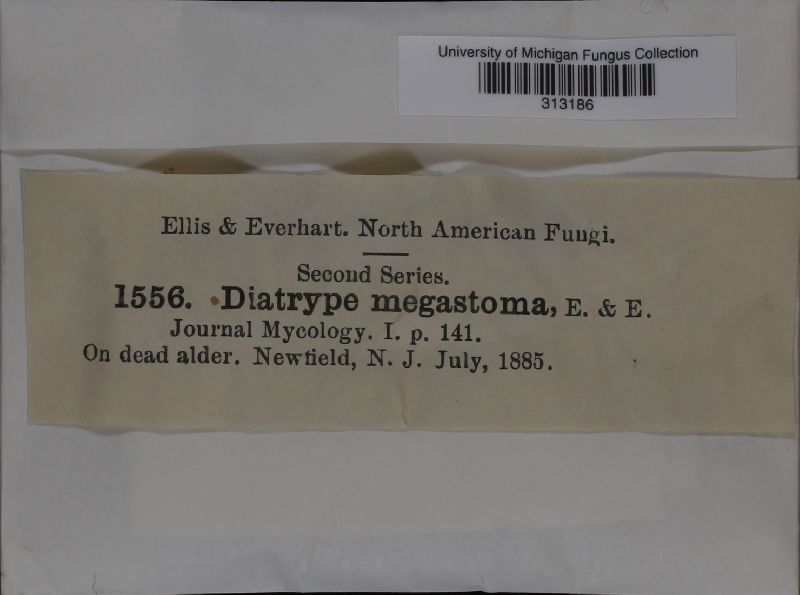 University of Michigan Fungus Collection
313186
Ellis & Everhart. North American Fungi.
Second Series.
1556. Diatrype megastoma, E. & E.
Journal Mycology. I. p. 141.
On dead alder. Newfield, N. J. July, 1885.